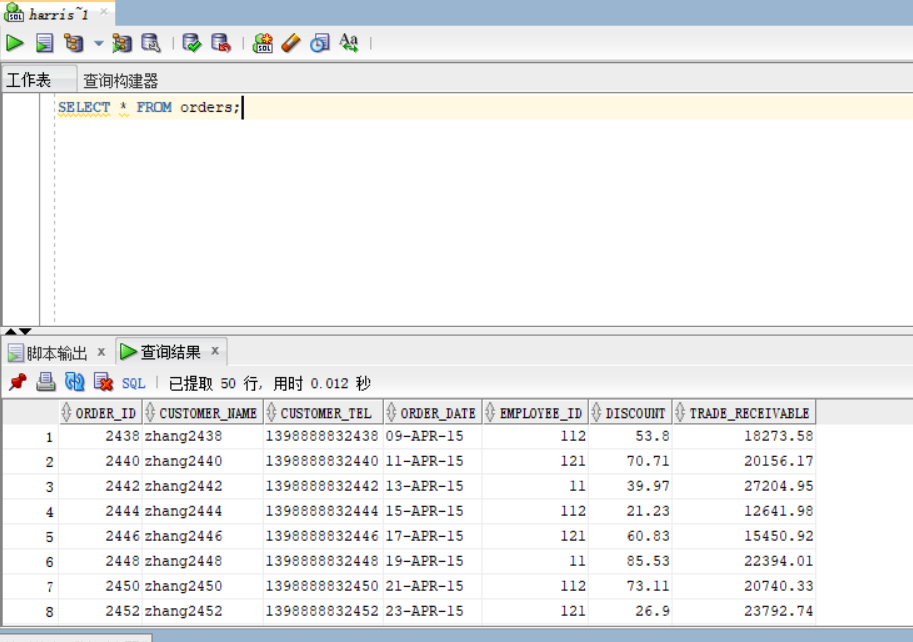 harris~1
工作表 查询构建器
SELECT * FROM orders;
脚本输出 x 查询结果 x
SQL | 已提取 50 行, 用时 0.012 秒
ORDER_ID CUSTOMER_NAME CUSTOMER_TEL ORDER_DATE EMPLOYEE_ID DISCOUNT TRADE_RECEIVABLE
1 2438 zhang2438 1398888832438 09-APR-15 112 53.8 18273.58
2 2440 zhang2440 1398888832440 11-APR-15 121 70.71 20156.17
3 2442 zhang2442 1398888832442 13-APR-15 11 39.97 27204.95
4 2444 zhang2444 1398888832444 15-APR-15 112 21.23 12641.98
5 2446 zhang2446 1398888832446 17-APR-15 121 60.83 15450.92
6 2448 zhang2448 1398888832448 19-APR-15 11 85.53 22394.01
7 2450 zhang2450 1398888832450 21-APR-15 112 73.11 20740.33
8 2452 zhang2452 1398888832452 23-APR-15 121 26.9 23792.74